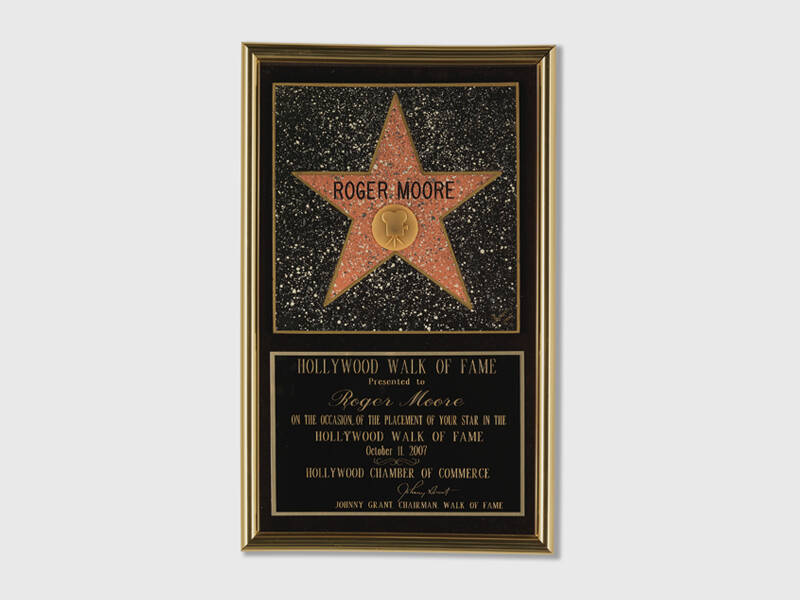 ROGER MOORE
HOLLYWOOD WALK OF FAME
Presented to
Roger Moore
ON THE OCCASION, OF THE PLACEMENT OF YOUR STAR IN THE
HOLLYWOOD WALK OF FAME
October 11, 2007
HOLLYWOOD CHAMBER OF COMMERCE
Johnny Grant
JOHNNY GRANT, CHAIRMAN, WALK OF FAME